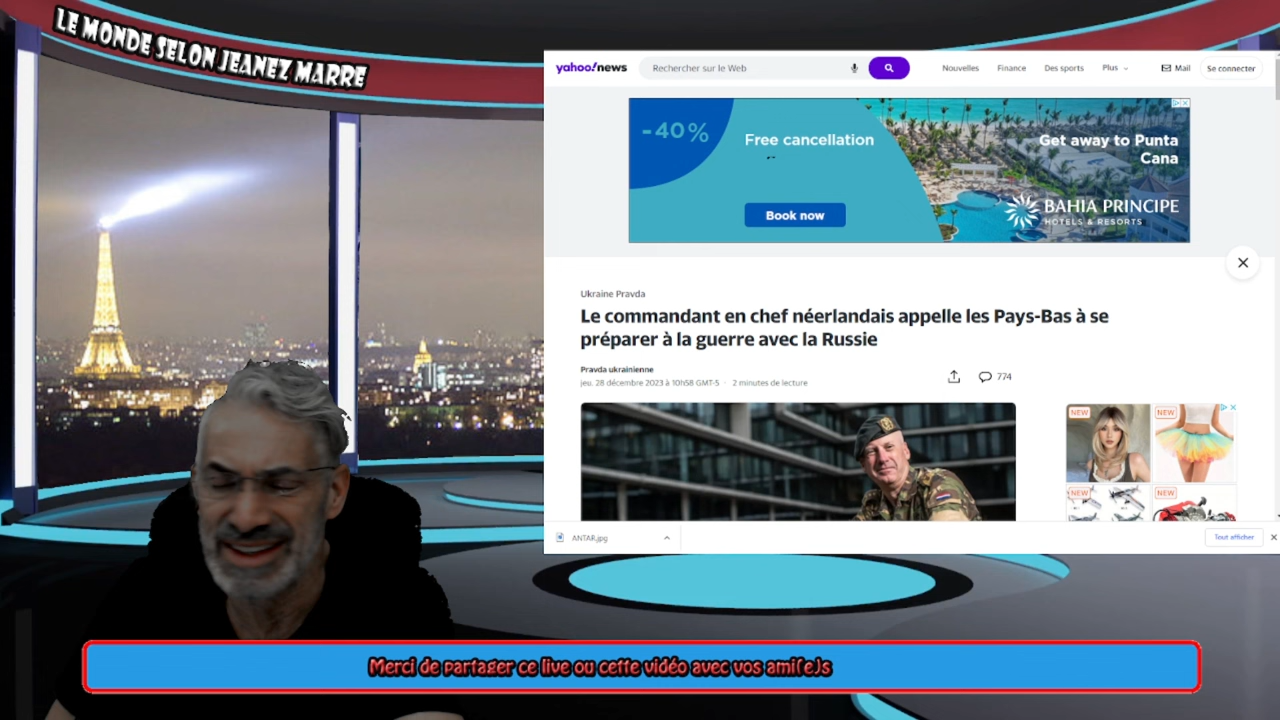 LE MONDE SELON JEANEZ MARRE
yahoo!news
Rechercher sur le Web
Nouvelles
Finance
Des sports
Plus
Mail
Se connecter
-40%
Free cancellation
Book now
Get away to Punta
Cana
BAHIA PRINCIPE
HOTELS & RESORTS
Ukraine Pravda
Le commandant en chef néerlandais appelle les Pays-Bas à se
préparer à la guerre avec la Russie
Pravda ukrainienne
jeu. 28 décembre 2023 à 10h58 GMT-5 · 2 minutes de lecture
774
NEW
NEW
NEW
NEW
ANTAR.jpg
Tout afficher
Merci de partager ce live ou cette vidéo avec vos ami(e)s